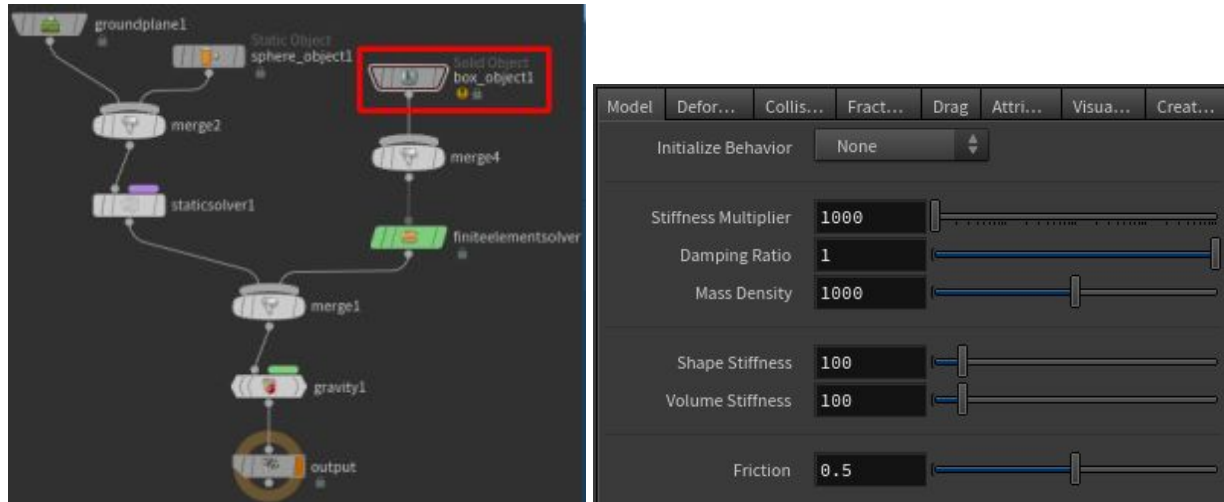 groundplane1
Static Object
sphere_object1
Solid Object
box_object1
merge2
merge4
staticsolver1
finiteelementsolver
merge1
gravity1
output
Model Defor... Collis... Fract... Drag Attri... Visua... Creat...
Initialize Behavior None
Stiffness Multiplier 1000
Damping Ratio 1
Mass Density 1000
Shape Stiffness 100
Volume Stiffness 100
Friction 0.5